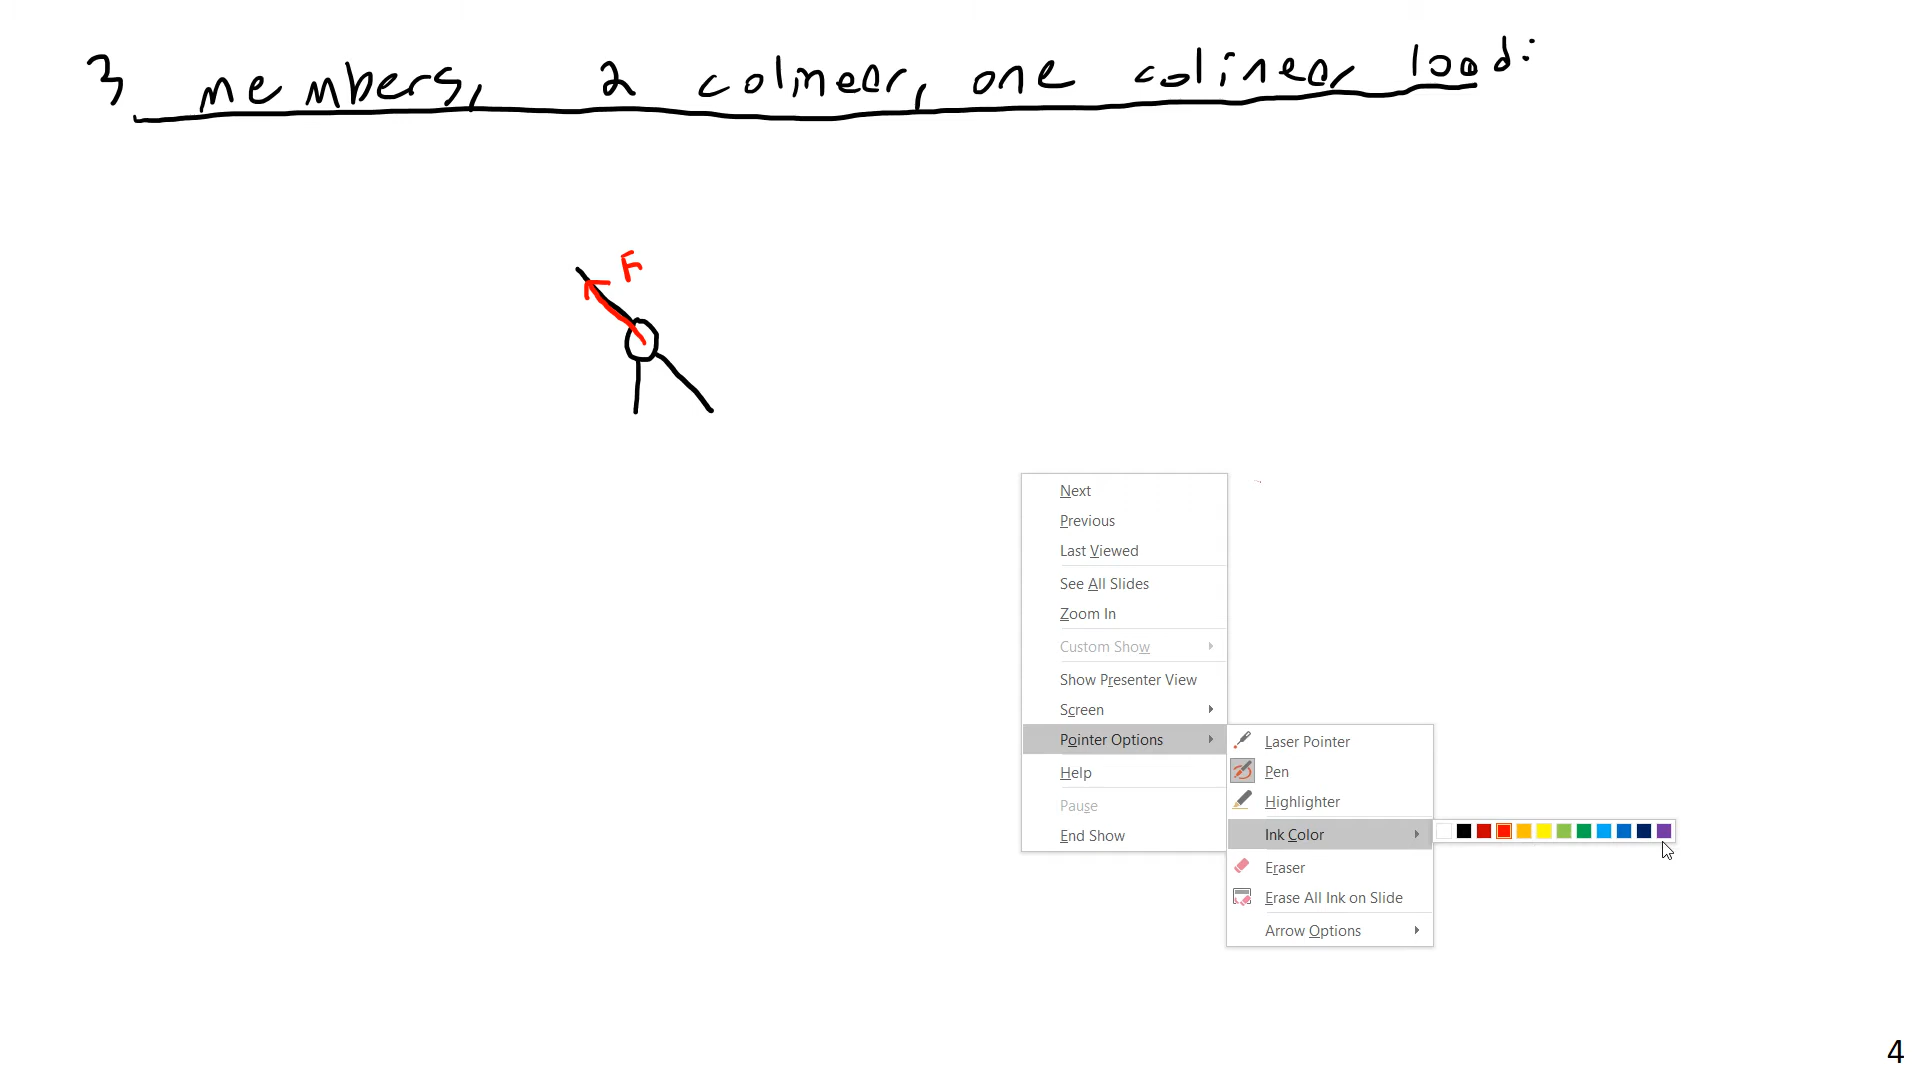 3 members, 2 colinear, one colinear load:
F
Next
Previous
Last Viewed
See All Slides
Zoom In
Custom Show
Show Presenter View
Screen
Pointer Options
Help
Pause
End Show
Laser Pointer
Pen
Highlighter
Ink Color
Eraser
Erase All Ink on Slide
Arrow Options
4